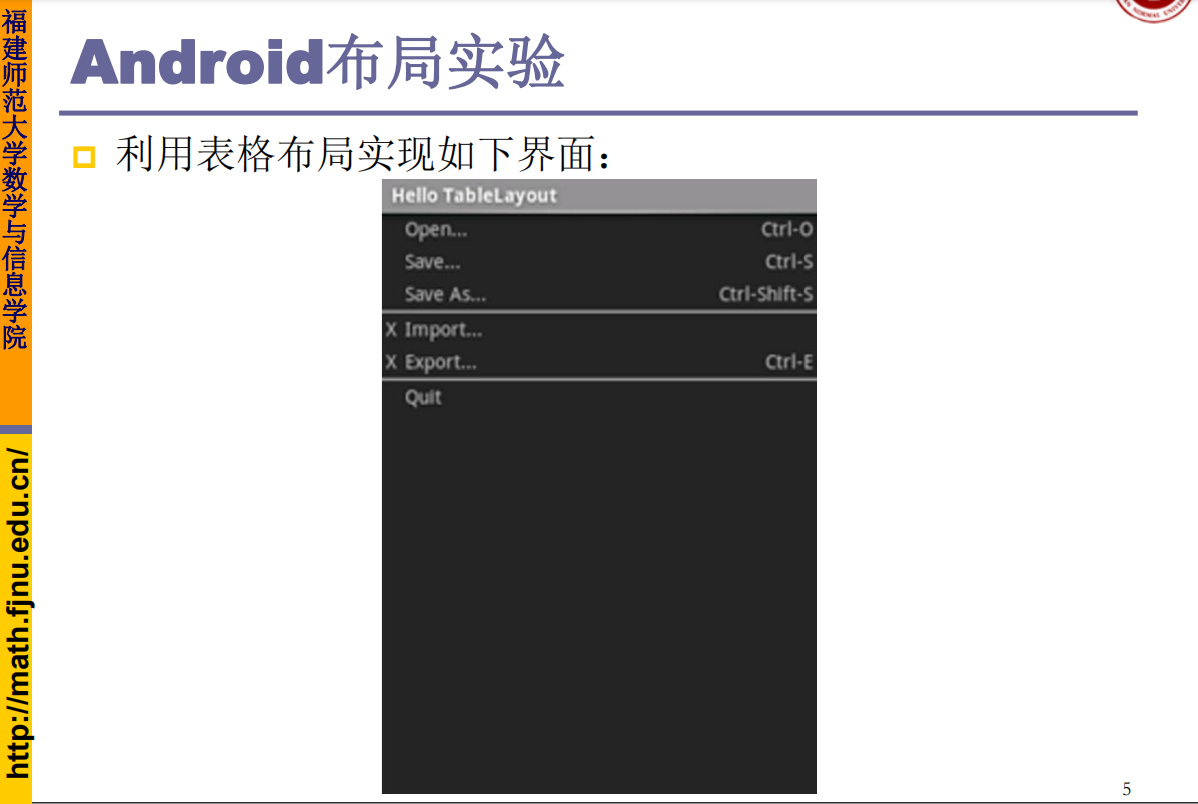 福建师范大学数学与信息学院
http://math.fjnu.edu.cn/
Android布局实验
利用表格布局实现如下界面：
Hello TableLayout
Open... Ctrl-O
Save... Ctrl-S
Save As... Ctrl-Shift-S
X Import...
X Export... Ctrl-E
Quit
5